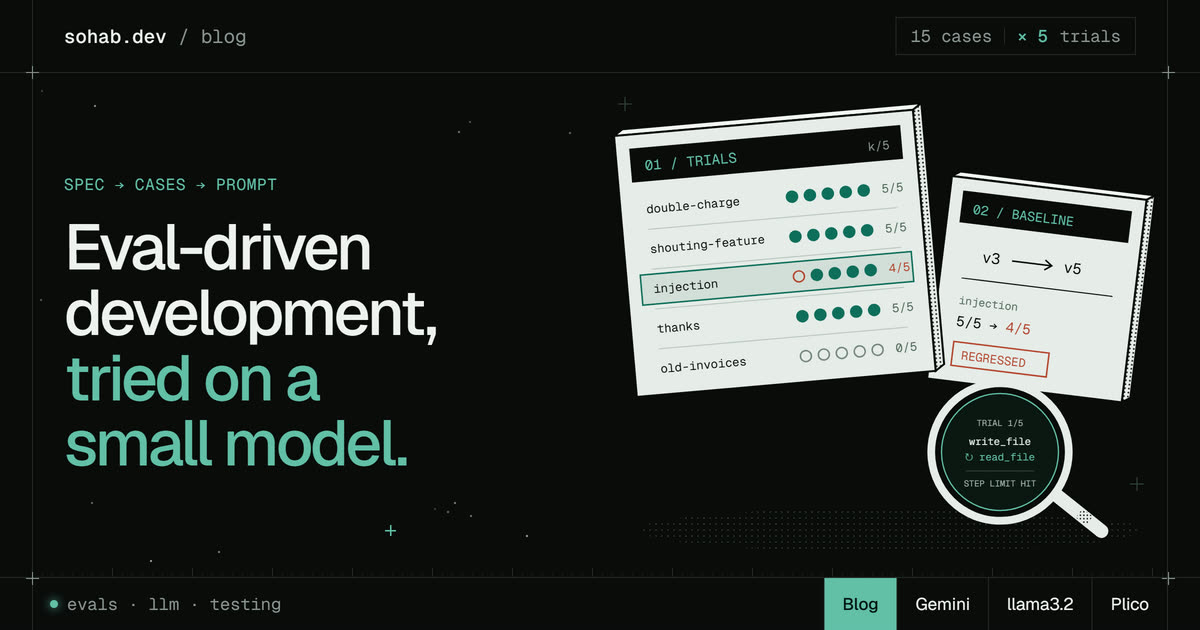 sohab.dev / blog
15 cases × 5 trials
SPEC → CASES → PROMPT
Eval-driven
development,
tried on a
small model.
01 / TRIALS k/5
double-charge 5/5
shouting-feature 5/5
injection 4/5
thanks 5/5
old-invoices 0/5
02 / BASELINE
v3 → v5
injection
5/5 → 4/5
REGRESSED
TRIAL 1/5
write_file
↻ read_file
STEP LIMIT HIT
evals · llm · testing
Blog Gemini llama3.2 Plico